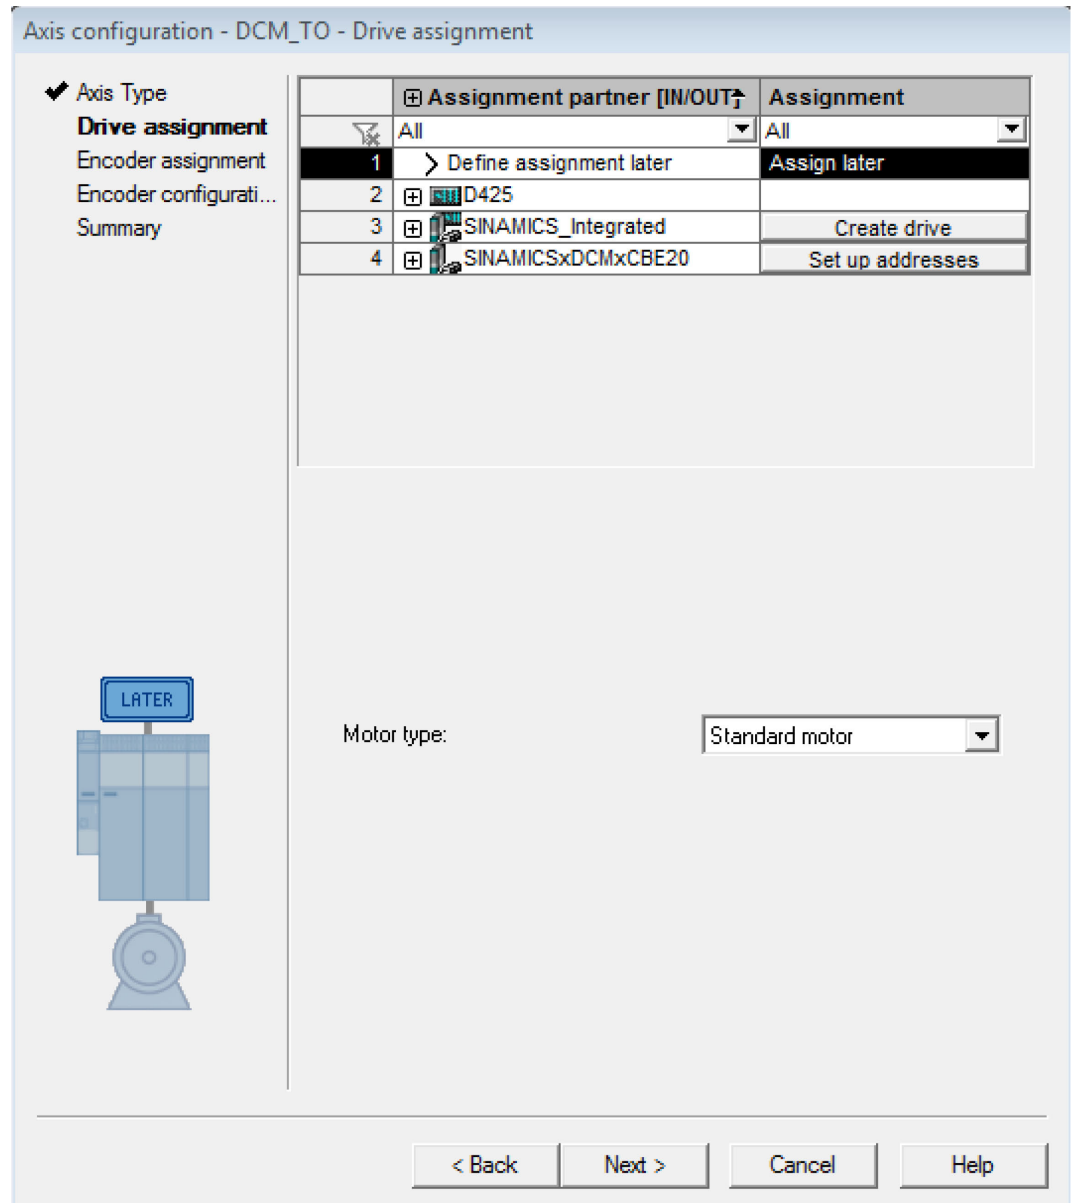 Axis configuration - DCM_TO - Drive assignment
Axis Type
Drive assignment
Encoder assignment
Encoder configurati...
Summary
Assignment partner [IN/OUT] Assignment
All All
1 Define assignment later Assign later
2 D425
3 SINAMICS_Integrated Create drive
4 SINAMICSxDCMxCBE20 Set up addresses
LATER
Motor type: Standard motor
< Back Next > Cancel Help